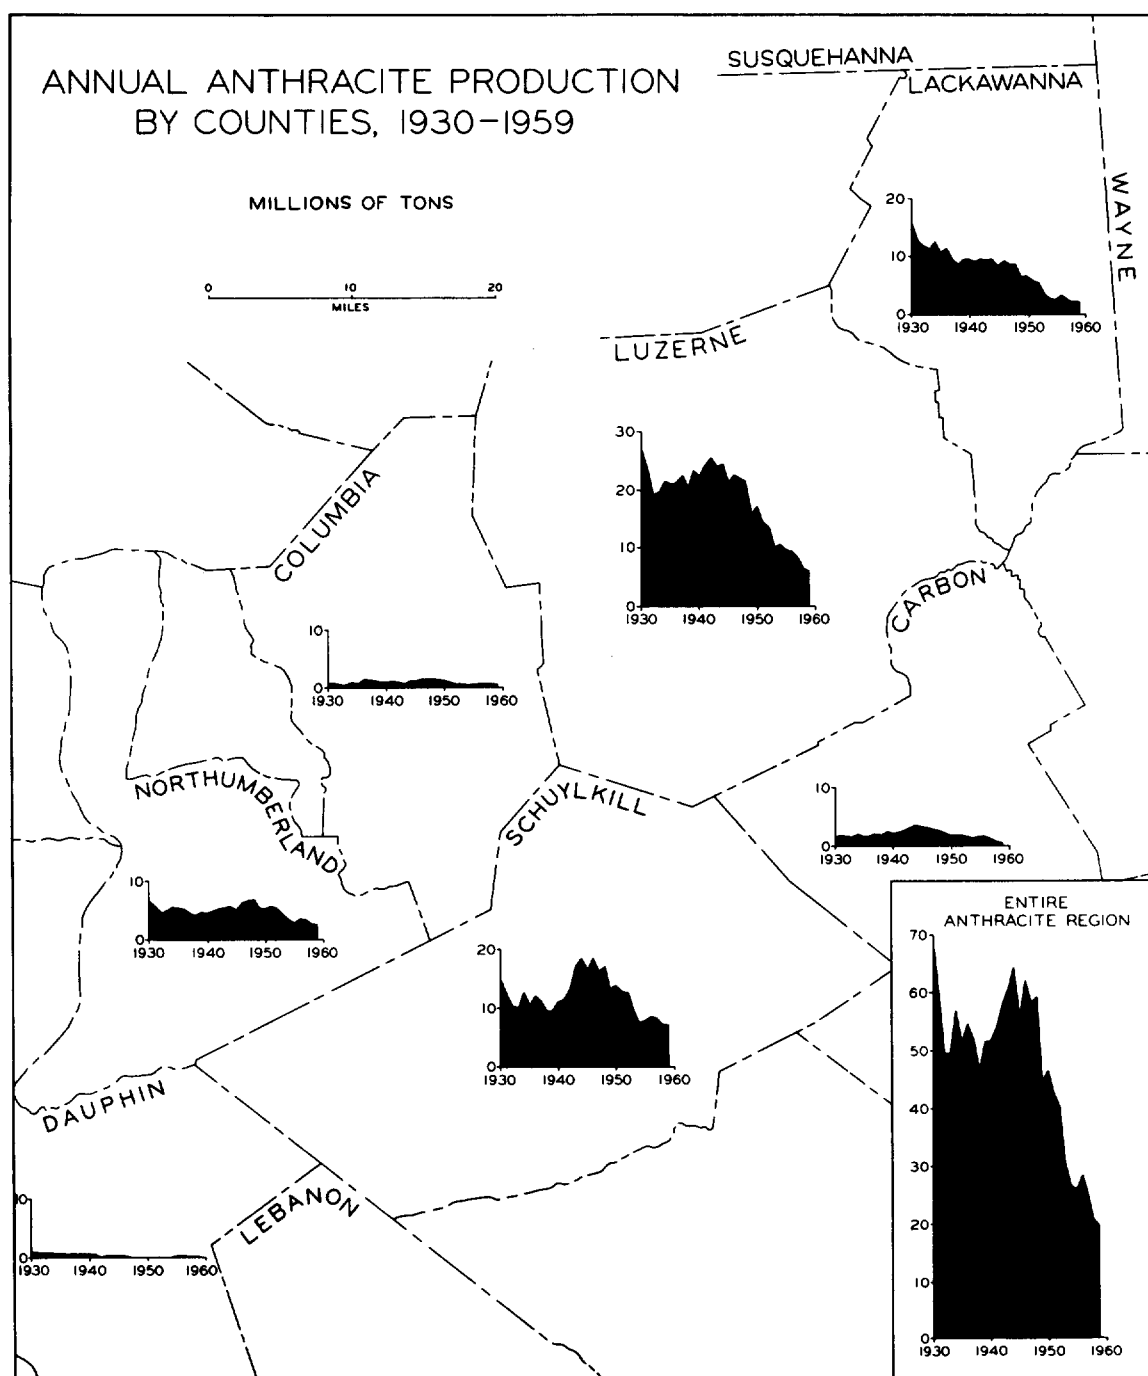 ANNUAL ANTHRACITE PRODUCTION
BY COUNTIES, 1930–1959
MILLIONS OF TONS
0 10 20
MILES
SUSQUEHANNA
LACKAWANNA
WAYNE
20
10
0
1930 1940 1950 1960
LUZERNE
30
20
10
0
1930 1940 1950 1960
COLUMBIA
10
0
1930 1940 1950 1960
CARBON
10
0
1930 1940 1950 1960
NORTHUMBERLAND
10
0
1930 1940 1950 1960
SCHUYLKILL
20
10
0
1930 1940 1950 1960
DAUPHIN
10
0
1930 1940 1950 1960
LEBANON
ENTIRE
ANTHRACITE REGION
70
60
50
40
30
20
10
0
1930 1940 1950 1960